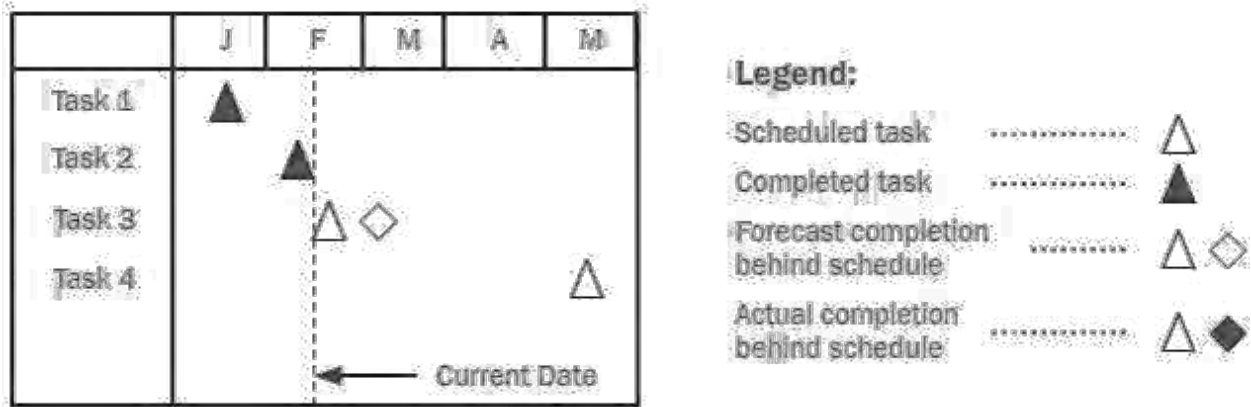 J F M A M
Task 1
Task 2
Task 3
Task 4
Current Date
Legend:
Scheduled task
Completed task
Forecast completion
behind schedule
Actual completion
behind schedule